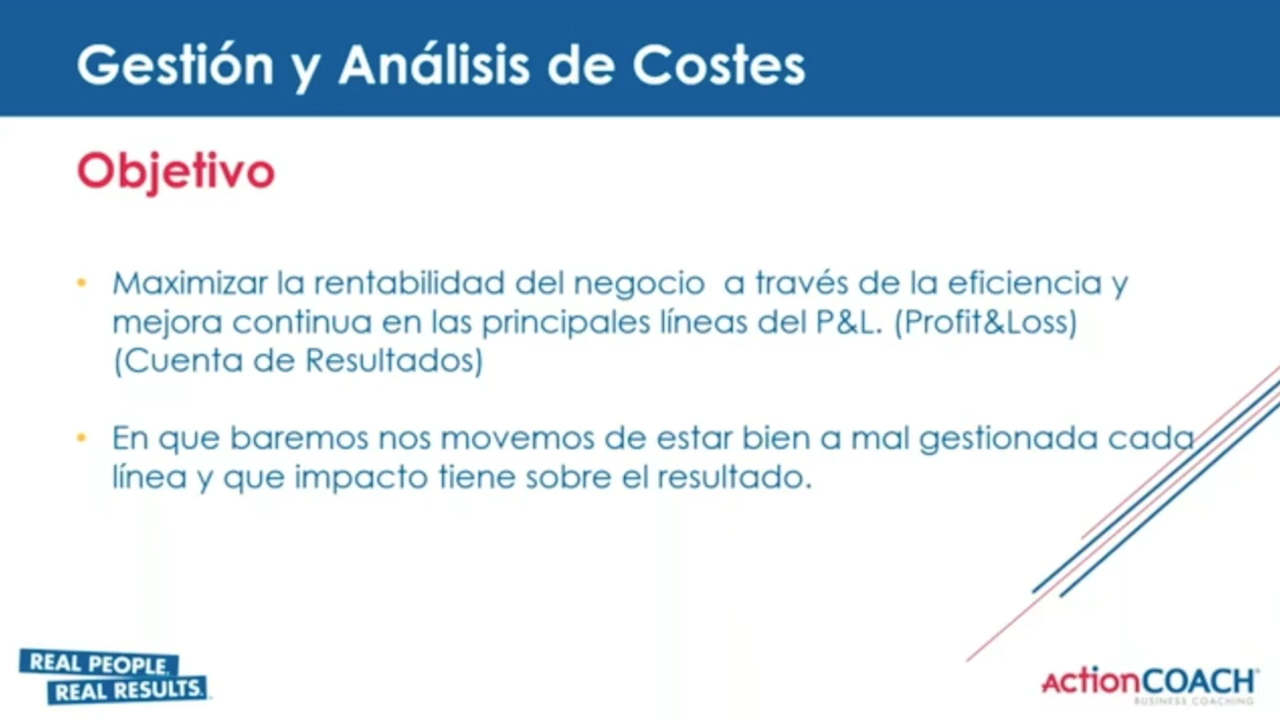 Gestión y Análisis de Costes
Objetivo
• Maximizar la rentabilidad del negocio a través de la eficiencia y
mejora continua en las principales líneas del P&L. (Profit&Loss)
(Cuenta de Resultados)
• En que baremos nos movemos de estar bien a mal gestionada cada
línea y que impacto tiene sobre el resultado.
REAL PEOPLE.
REAL RESULTS.
ActionCOACH
BUSINESS COACHING